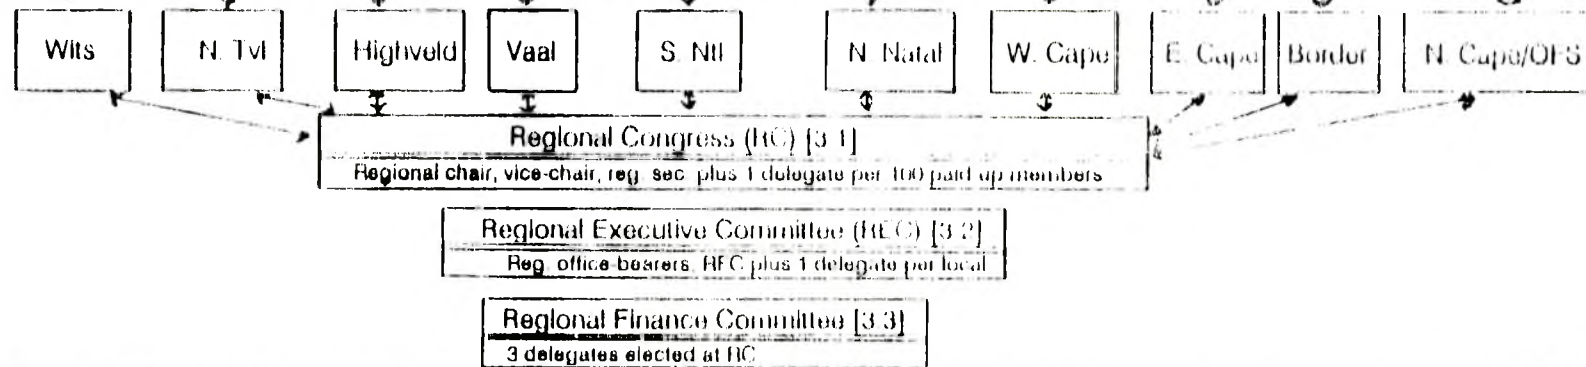 Wits
N. Tvl
Highveld
Vaal
S. Ntl
N. Natal
W. Cape
E. Cape
Border
N. Cape/OFS
Regional Congress (RC) [3.1]
Regional chair, vice-chair, reg. sec. plus 1 delegate per 100 paid up members
Regional Executive Committee (REC) [3.2]
Reg. office-bearers, RFC plus 1 delegate per local
Regional Finance Committee [3.3]
3 delegates elected at RC